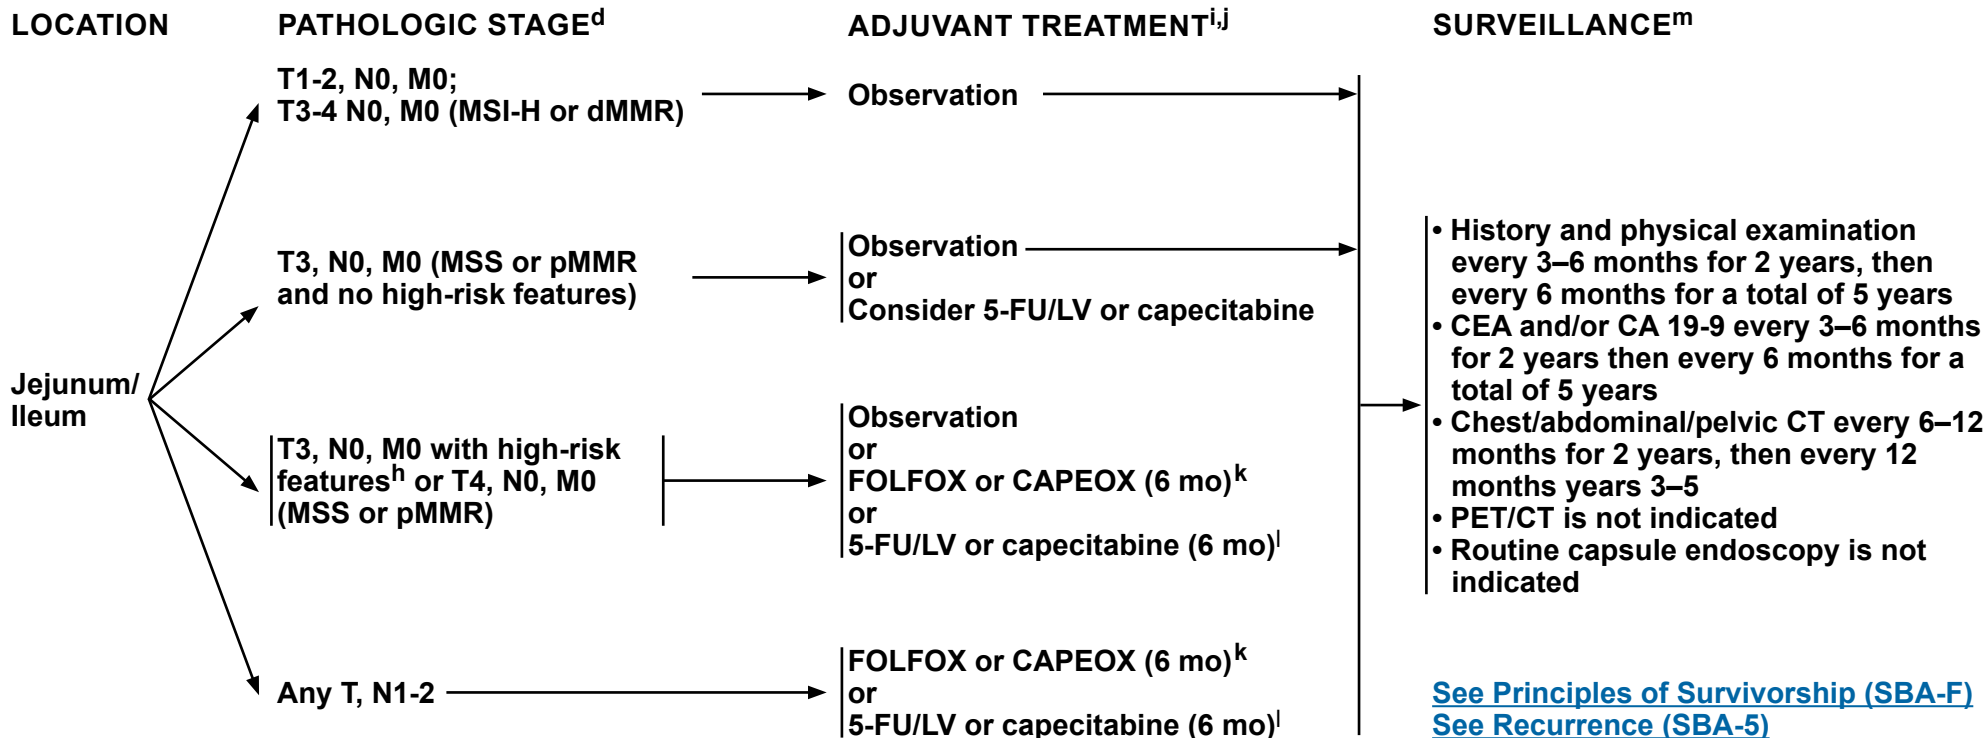 LOCATION PATHOLOGIC STAGEd ADJUVANT TREATMENTi,j SURVEILLANCEm
Jejunum/
Ileum
T1-2, N0, M0;
T3-4 N0, M0 (MSI-H or dMMR)
Observation
T3, N0, M0 (MSS or pMMR
and no high-risk features)
Observation
or
Consider 5-FU/LV or capecitabine
T3, N0, M0 with high-risk
featuresh or T4, N0, M0
(MSS or pMMR)
Observation
or
FOLFOX or CAPEOX (6 mo)k
or
5-FU/LV or capecitabine (6 mo)l
Any T, N1-2
FOLFOX or CAPEOX (6 mo)k
or
5-FU/LV or capecitabine (6 mo)l
• History and physical examination
every 3–6 months for 2 years, then
every 6 months for a total of 5 years
• CEA and/or CA 19-9 every 3–6 months
for 2 years then every 6 months for a
total of 5 years
• Chest/abdominal/pelvic CT every 6–12
months for 2 years, then every 12
months years 3–5
• PET/CT is not indicated
• Routine capsule endoscopy is not
indicated
See Principles of Survivorship (SBA-F)
See Recurrence (SBA-5)